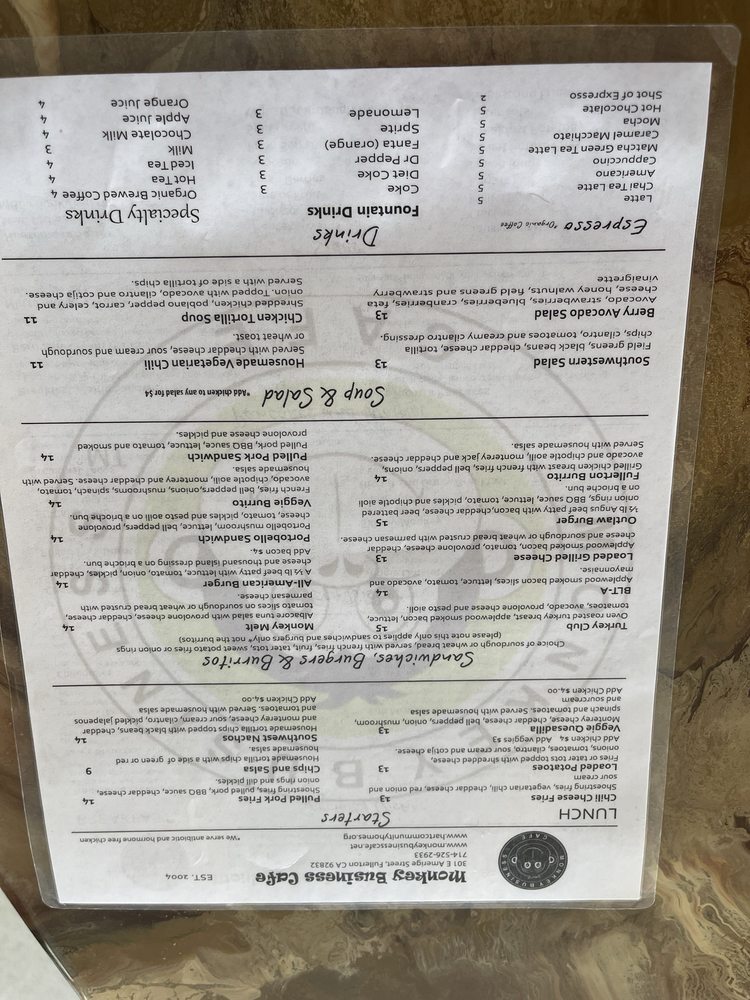 MONKEY BUSINESS
CAFE
Monkey Business Cafe
EST. 2004
301 E Amerige Street, Fullerton CA 92832
714-526-2933
www.monkeybusinesscafe.net
www.hartcommunityhomes.org
*We serve antibiotic and hormone free chicken
LUNCH
Starters
Chili Cheese Fries 13
Shoestring fries, vegetarian chili, cheddar cheese, red onion and
sour cream
Loaded Potatoes 13
Fries or tater tots topped with shredded cheese,
onions, tomatoes, cilantro, sour cream and cotija cheese.
Add chicken $4 Add veggies $3
Veggie Quesadilla 13
Monterey cheese, cheddar cheese, bell peppers, onion, mushroom,
spinach and tomatoes. Served with housemade salsa
and sourcream
Add Chicken $4.00
Pulled Pork Fries 14
Shoestring fries, pulled pork, BBQ sauce, cheddar cheese,
onion rings and dill pickles.
Chips and Salsa 9
Housemade tortilla chips with a side of green or red
housemade salsa.
Southwest Nachos 14
Housemade tortilla chips topped with black beans, cheddar
and monterey cheese, sour cream, cilantro, pickled jalapenos
and tomatoes. Served with housemade salsa
Add Chicken $4.00
Sandwiches, Burgers & Burritos
Choice of sourdough or wheat bread, served with french fries, fruit, tater tots, sweet potato fries or onion rings
(please note this only applies to sandwiches and burgers only* not the burritos)
Turkey Club 15
Oven roasted turkey breast, applewood smoked bacon, lettuce,
tomatoes, avocado, provolone cheese and pesto aioli.
BLT-A 14
Applewood smoked bacon slices, lettuce, tomato, avocado and
mayonnaise.
Loaded Grilled Cheese 13
Applewood smoked bacon, tomato, provolone cheese, cheddar
cheese and sourdough or wheat bread crusted with parmesan cheese.
Outlaw Burger 15
½ lb Angus beef patty with bacon, cheddar cheese, beer battered
onion rings, BBQ sauce, lettuce, tomato, pickles and chipotle aioli
on a brioche bun.
Fullerton Burrito 14
Grilled chicken breast with french fries, bell peppers, onions,
avocado and chipotle aoili, monterey jack and cheddar cheese.
Served with housemade salsa.
Monkey Melt 14
Albacore tuna salad with provolone cheese, cheddar cheese,
tomato slices on sourdough or wheat bread crusted with
parmesan cheese.
All-American Burger 14
A ½ lb beef patty with lettuce, tomato, onion, pickles, cheddar
cheese and thousand island dressing on a brioche bun.
Add bacon $4.
Portobello Sandwich 14
Portobello mushroom, lettuce, bell peppers, provolone
cheese, tomato, pickles and pesto aoili on a brioche bun.
Veggie Burrito 14
French fries, bell peppers, onions, mushrooms, spinach, tomato,
avocado, chipotle aoili, monterey and cheddar cheese. Served with
housemade salsa.
Pulled Pork Sandwich 14
Pulled pork, BBQ sauce, lettuce, tomato and smoked
provolone cheese and pickles.
Soup & Salad
*Add chicken to any salad for $4
Southwestern Salad 13
Field greens, black beans, cheddar cheese, tortilla
chips, cilantro, tomatoes and creamy cilantro dressing.
Berry Avocado Salad 13
Avocado, strawberries, blueberries, cranberries, feta
cheese, honey walnuts, field greens and strawberry
vinaigrette
Housemade Vegetarian Chili 11
Served with cheddar cheese, sour cream and sourdough
or wheat toast.
Chicken Tortilla Soup 11
Shredded chicken, poblano pepper, carrot, celery and
onion. Topped with avocado, cilantro and cotija cheese.
Served with a side of tortilla chips.
Drinks
Espresso *Organic Coffee
Latte 5
Chai Tea Latte 5
Americano 5
Cappuccino 5
Matcha Green Tea Latte 5
Caramel Macchiato 5
Mocha 5
Hot Chocolate 5
Shot of Expresso 2
Fountain Drinks
Coke 3
Diet Coke 3
Dr Pepper 3
Fanta (orange) 3
Sprite 3
Lemonade 3
Specialty Drinks
Organic Brewed Coffee 4
Hot Tea 4
Iced Tea 4
Milk 3
Chocolate Milk 4
Apple Juice 4
Orange Juice 4